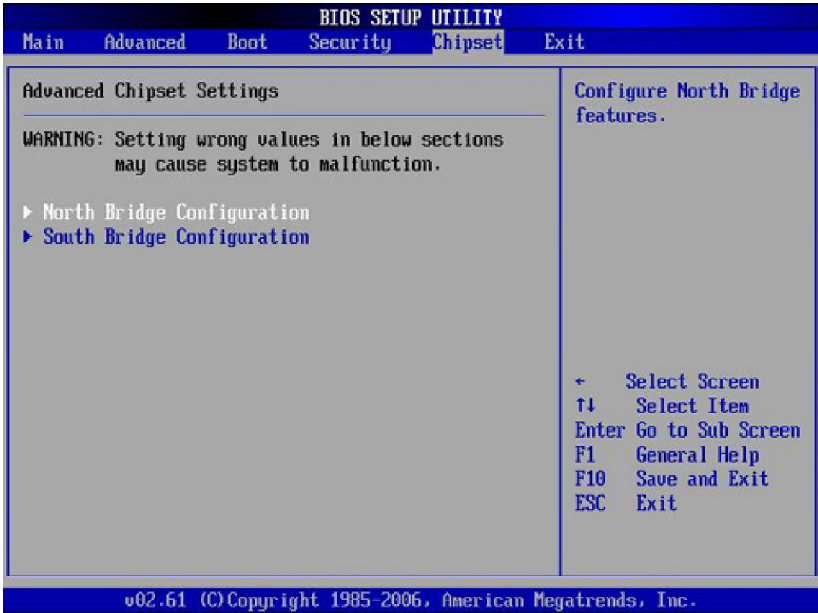 BIOS SETUP UTILITY
Main Advanced Boot Security Chipset Exit
Advanced Chipset Settings
WARNING: Setting wrong values in below sections
may cause system to malfunction.
▶ North Bridge Configuration
▶ South Bridge Configuration
Configure North Bridge
features.
← Select Screen
↑↓ Select Item
Enter Go to Sub Screen
F1 General Help
F10 Save and Exit
ESC Exit
v02.61 (C)Copyright 1985-2006, American Megatrends, Inc.